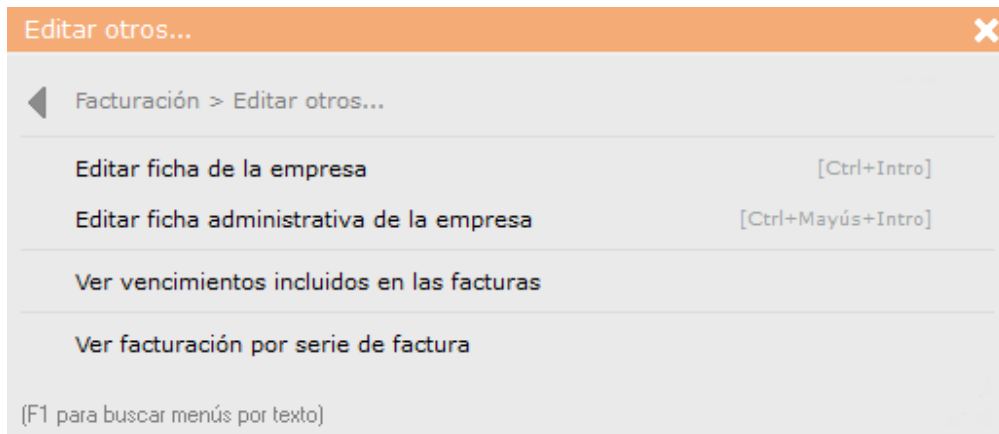 Editar otros...
Facturación > Editar otros...
Editar ficha de la empresa [Ctrl+Intro]
Editar ficha administrativa de la empresa [Ctrl+Mayús+Intro]
Ver vencimientos incluidos en las facturas
Ver facturación por serie de factura
(F1 para buscar menús por texto)